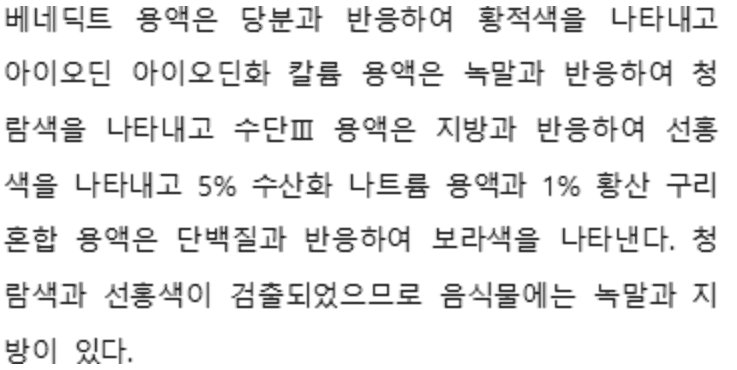 베네딕트 용액은 당분과 반응하여 황적색을 나타내고
아이오딘 아이오딘화 칼륨 용액은 녹말과 반응하여 청
람색을 나타내고 수단Ⅲ 용액은 지방과 반응하여 선홍
색을 나타내고 5% 수산화 나트륨 용액과 1% 황산 구리
혼합 용액은 단백질과 반응하여 보라색을 나타낸다. 청
람색과 선홍색이 검출되었으므로 음식물에는 녹말과 지
방이 있다.